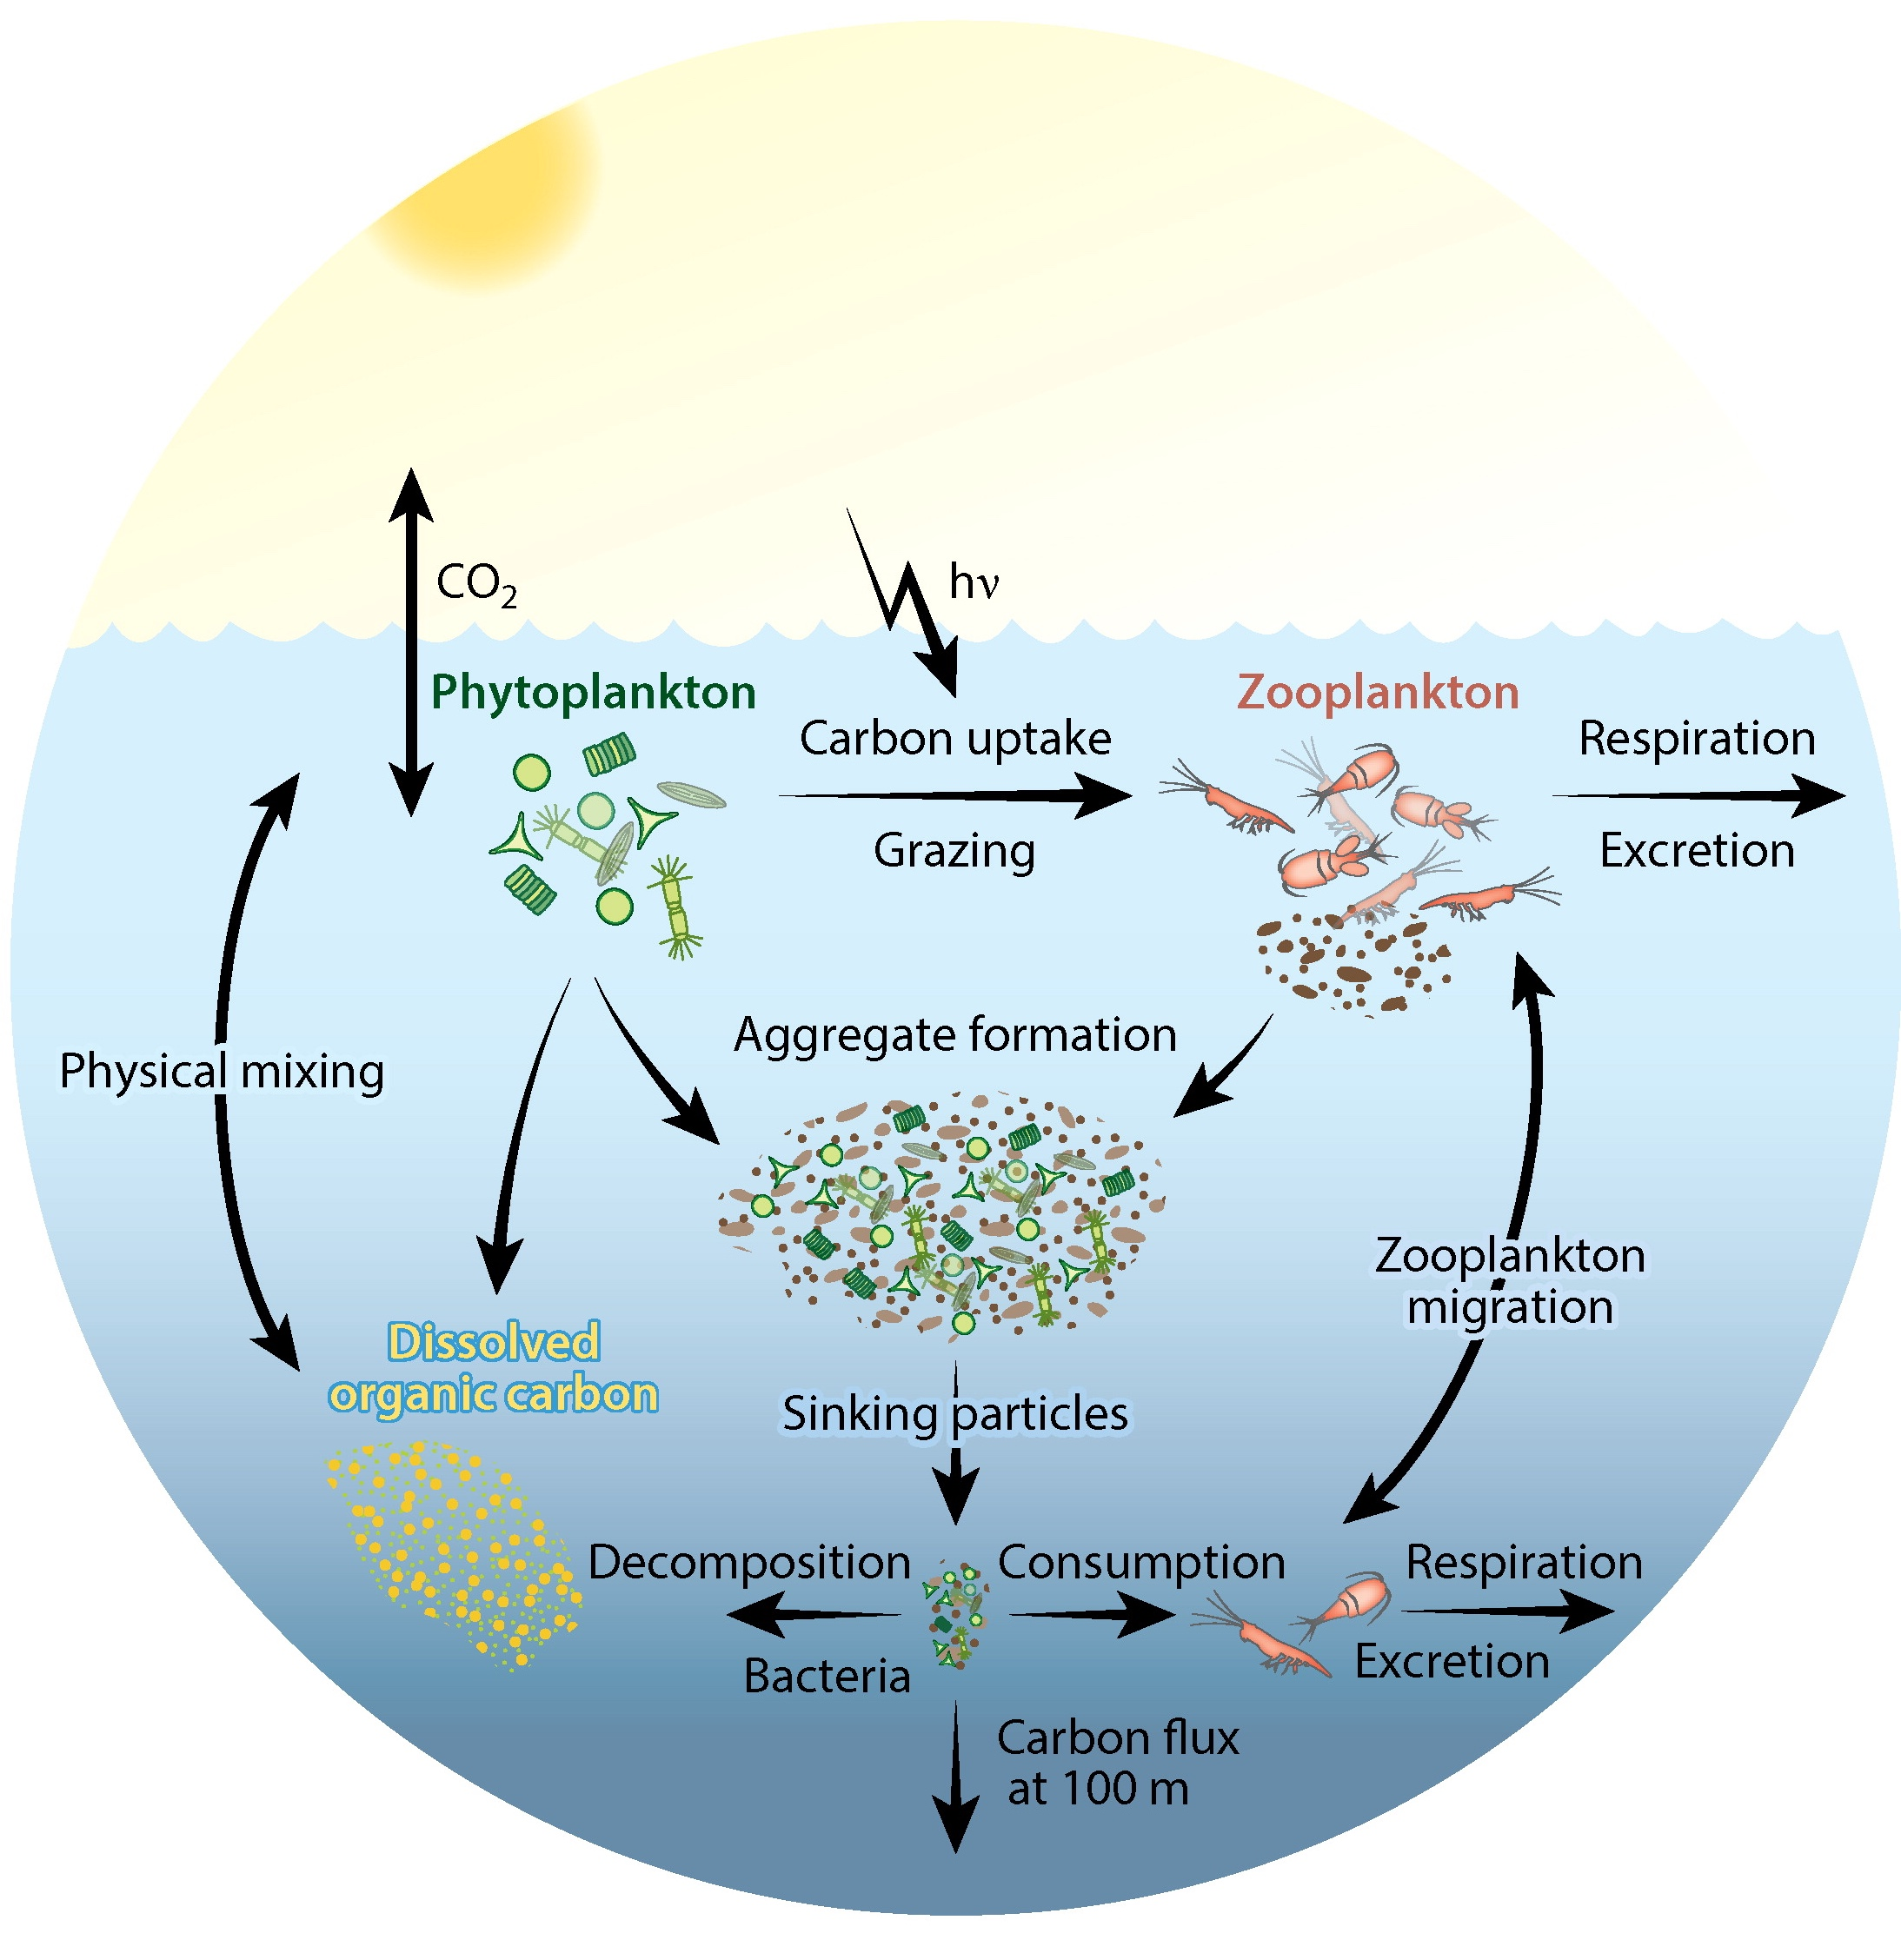 CO₂
hν
Phytoplankton
Zooplankton
Carbon uptake
Respiration
Grazing
Excretion
Aggregate formation
Physical mixing
Zooplankton
migration
Dissolved
organic carbon
Sinking particles
Decomposition
Consumption
Respiration
Bacteria
Excretion
Carbon flux
at 100 m